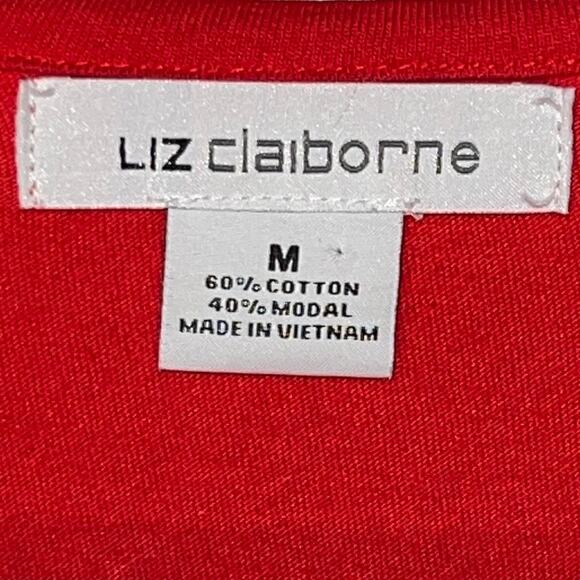 LIZ claiborne
M
60% COTTON
40% MODAL
MADE IN VIETNAM